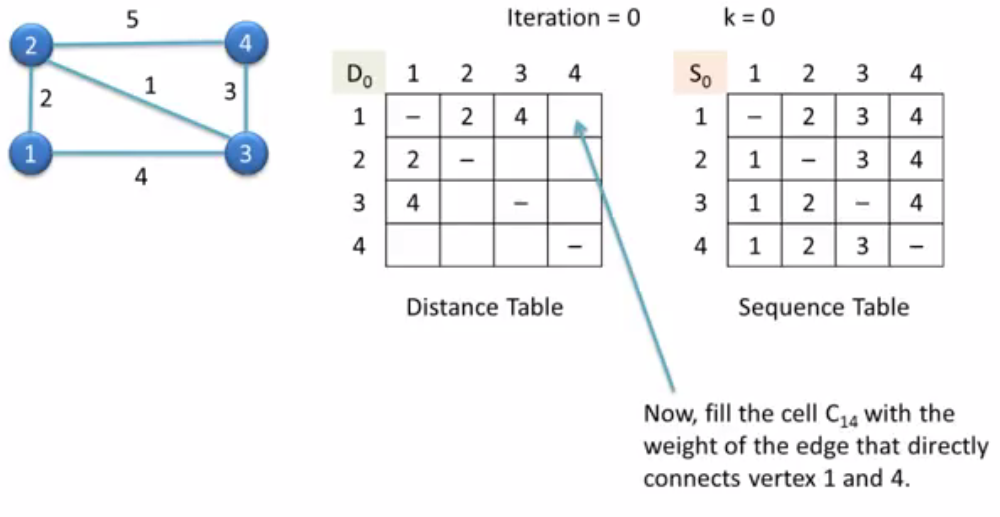 Iteration = 0 k = 0
5
2 4
2 1 3
1 3
4
D₀ 1 2 3 4
1 – 2 4
2 2 –
3 4 –
4 –
Distance Table
S₀ 1 2 3 4
1 – 2 3 4
2 1 – 3 4
3 1 2 – 4
4 1 2 3 –
Sequence Table
Now, fill the cell C₁₄ with the
weight of the edge that directly
connects vertex 1 and 4.